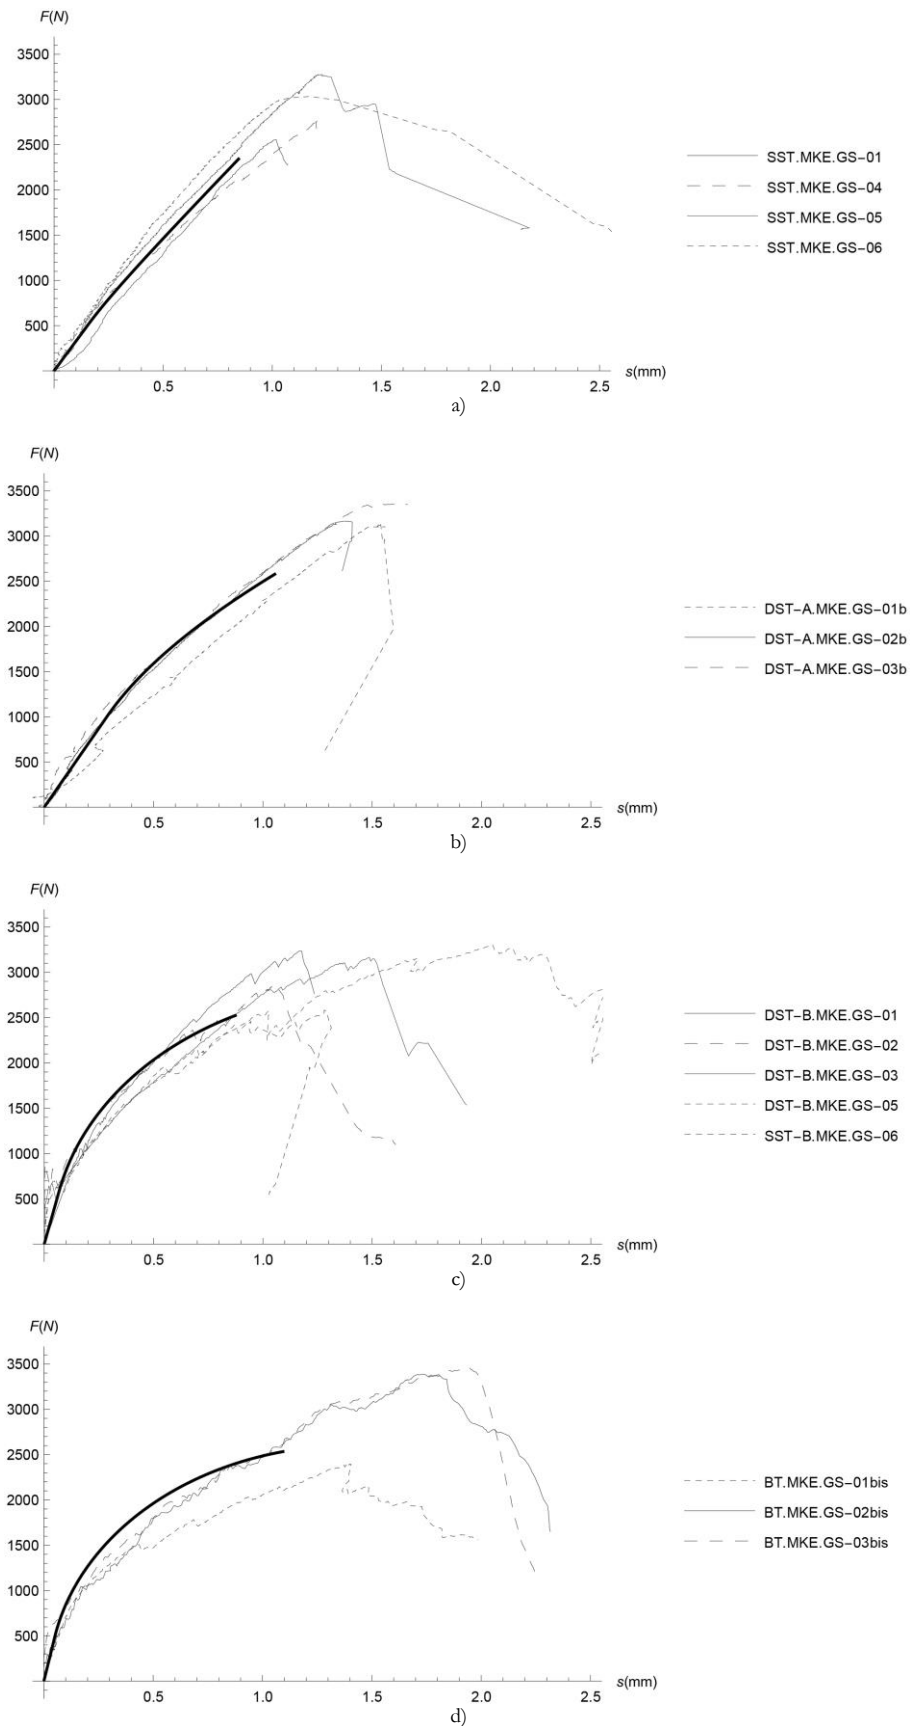 F(N)
3500
3000
2500
2000
1500
1000
500
0.5 1.0 1.5 2.0 2.5
s(mm)
SST.MKE.GS-01
SST.MKE.GS-04
SST.MKE.GS-05
SST.MKE.GS-06
a)
F(N)
3500
3000
2500
2000
1500
1000
500
0.5 1.0 1.5 2.0 2.5
s(mm)
DST-A.MKE.GS-01b
DST-A.MKE.GS-02b
DST-A.MKE.GS-03b
b)
F(N)
3500
3000
2500
2000
1500
1000
500
0.5 1.0 1.5 2.0 2.5
s(mm)
DST-B.MKE.GS-01
DST-B.MKE.GS-02
DST-B.MKE.GS-03
DST-B.MKE.GS-05
SST-B.MKE.GS-06
c)
F(N)
3500
3000
2500
2000
1500
1000
500
0.5 1.0 1.5 2.0 2.5
s(mm)
BT.MKE.GS-01bis
BT.MKE.GS-02bis
BT.MKE.GS-03bis
d)